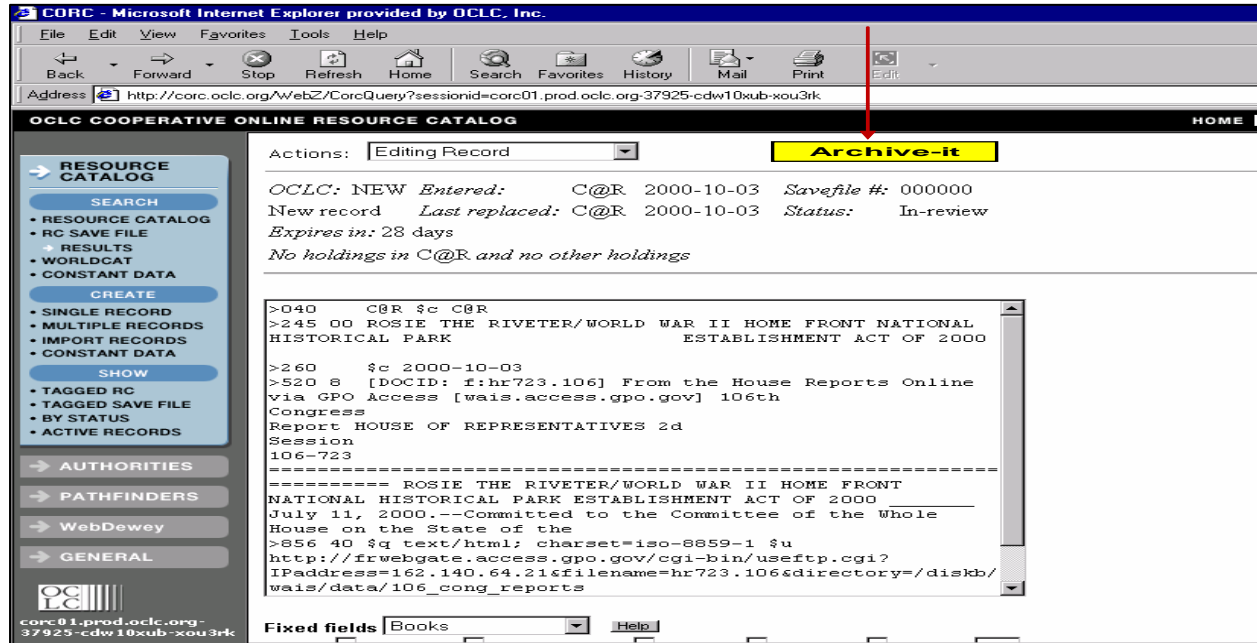 CORC - Microsoft Internet Explorer provided by OCLC, Inc.
File Edit View Favorites Tools Help
Back Forward Stop Refresh Home Search Favorites History Mail Print Edit
Address http://corc.oclc.org/WebZ/CorcQuery?sessionid=corc01.prod.oclc.org-37925-cdw10xub-xou3rk
OCLC COOPERATIVE ONLINE RESOURCE CATALOG HOME
RESOURCE CATALOG
SEARCH
• RESOURCE CATALOG
• RC SAVE FILE
RESULTS
• WORLDCAT
• CONSTANT DATA
CREATE
• SINGLE RECORD
• MULTIPLE RECORDS
• IMPORT RECORDS
• CONSTANT DATA
SHOW
• TAGGED RC
• TAGGED SAVE FILE
• BY STATUS
• ACTIVE RECORDS
AUTHORITIES
PATHFINDERS
WebDewey
GENERAL
OCLC
corc01.prod.oclc.org-
37925-cdw10xub-xou3rk
Actions: Editing Record Archive-it
OCLC: NEW Entered: C@R 2000-10-03 Savefile #: 000000
New record Last replaced: C@R 2000-10-03 Status: In-review
Expires in: 28 days
No holdings in C@R and no other holdings
>040 C@R $c C@R
>245 00 ROSIE THE RIVETER/WORLD WAR II HOME FRONT NATIONAL
HISTORICAL PARK ESTABLISHMENT ACT OF 2000
>260 $c 2000-10-03
>520 8 [DOCID: f:hr723.106] From the House Reports Online
via GPO Access [wais.access.gpo.gov] 106th
Congress
Report HOUSE OF REPRESENTATIVES 2d
Session
106-723
==================================================================
========== ROSIE THE RIVETER/WORLD WAR II HOME FRONT
NATIONAL HISTORICAL PARK ESTABLISHMENT ACT OF 2000 _______
July 11, 2000.--Committed to the Committee of the Whole
House on the State of the
>856 40 $q text/html; charset=iso-8859-1 $u
http://frwebgate.access.gpo.gov/cgi-bin/useftp.cgi?
IPaddress=162.140.64.21&filename=hr723.106&directory=/diskb/
wais/data/106_cong_reports
Fixed fields Books Help